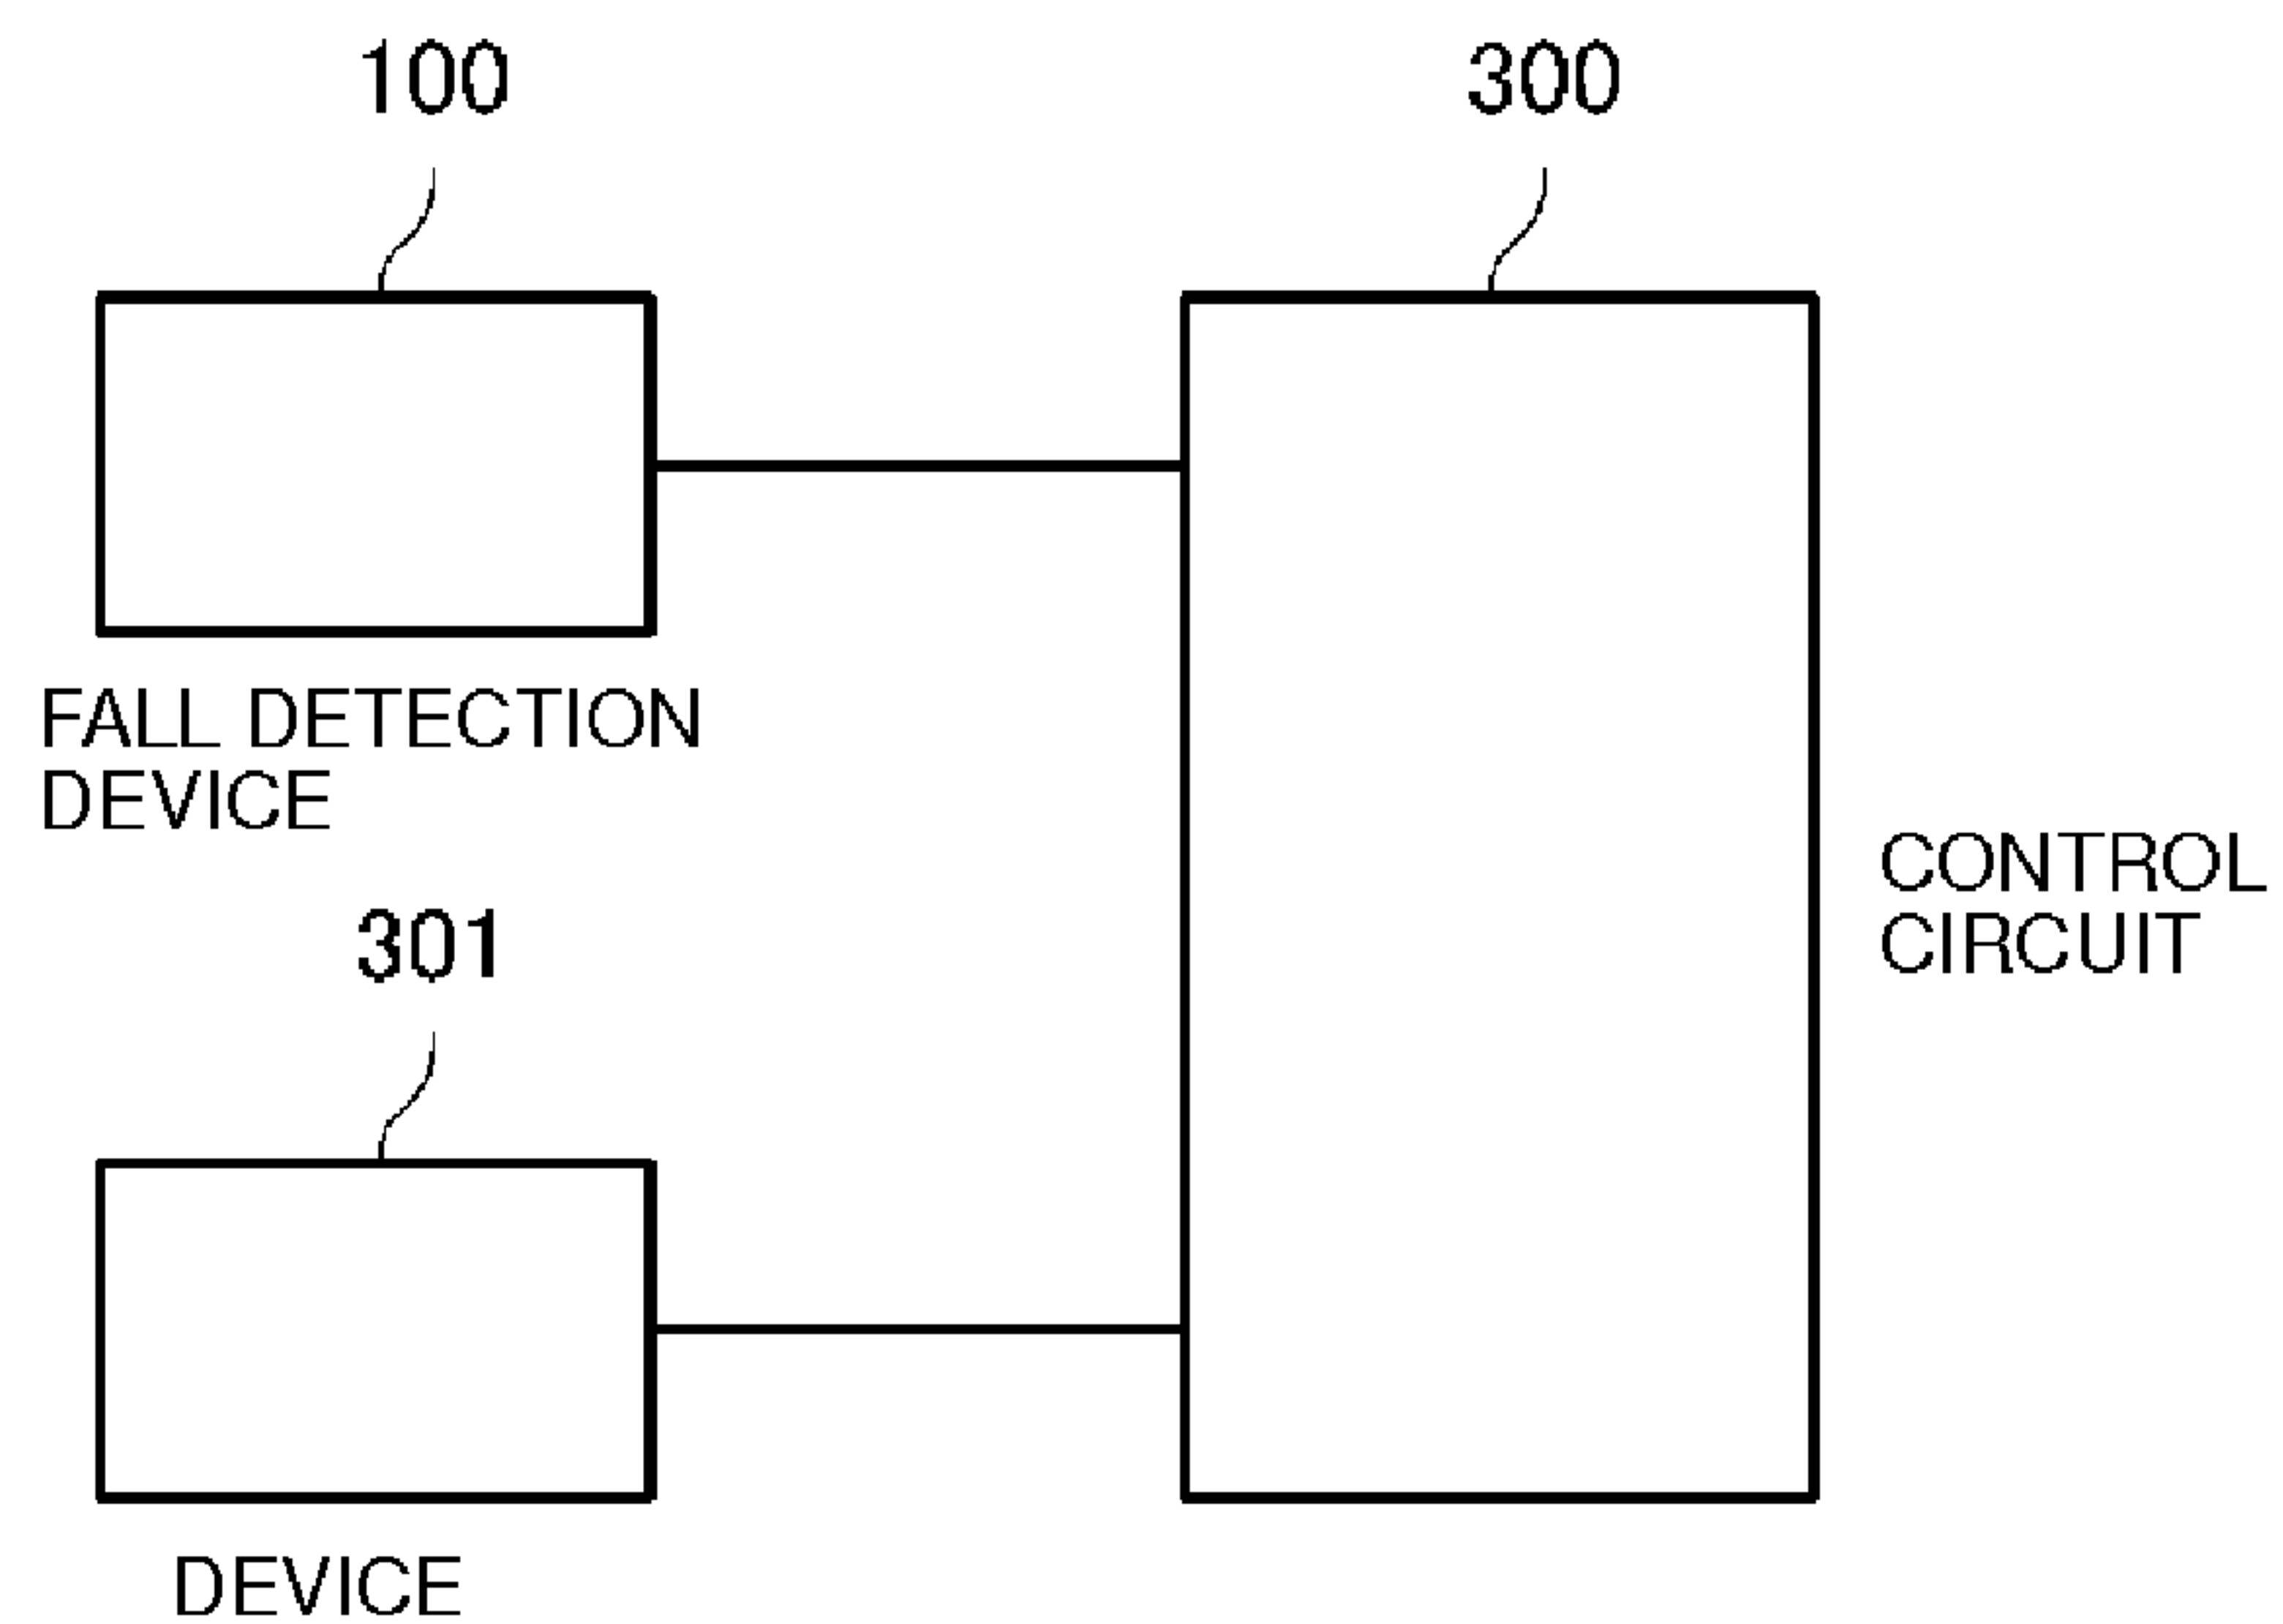 100
300
FALL DETECTION
DEVICE
CONTROL
CIRCUIT
301
DEVICE